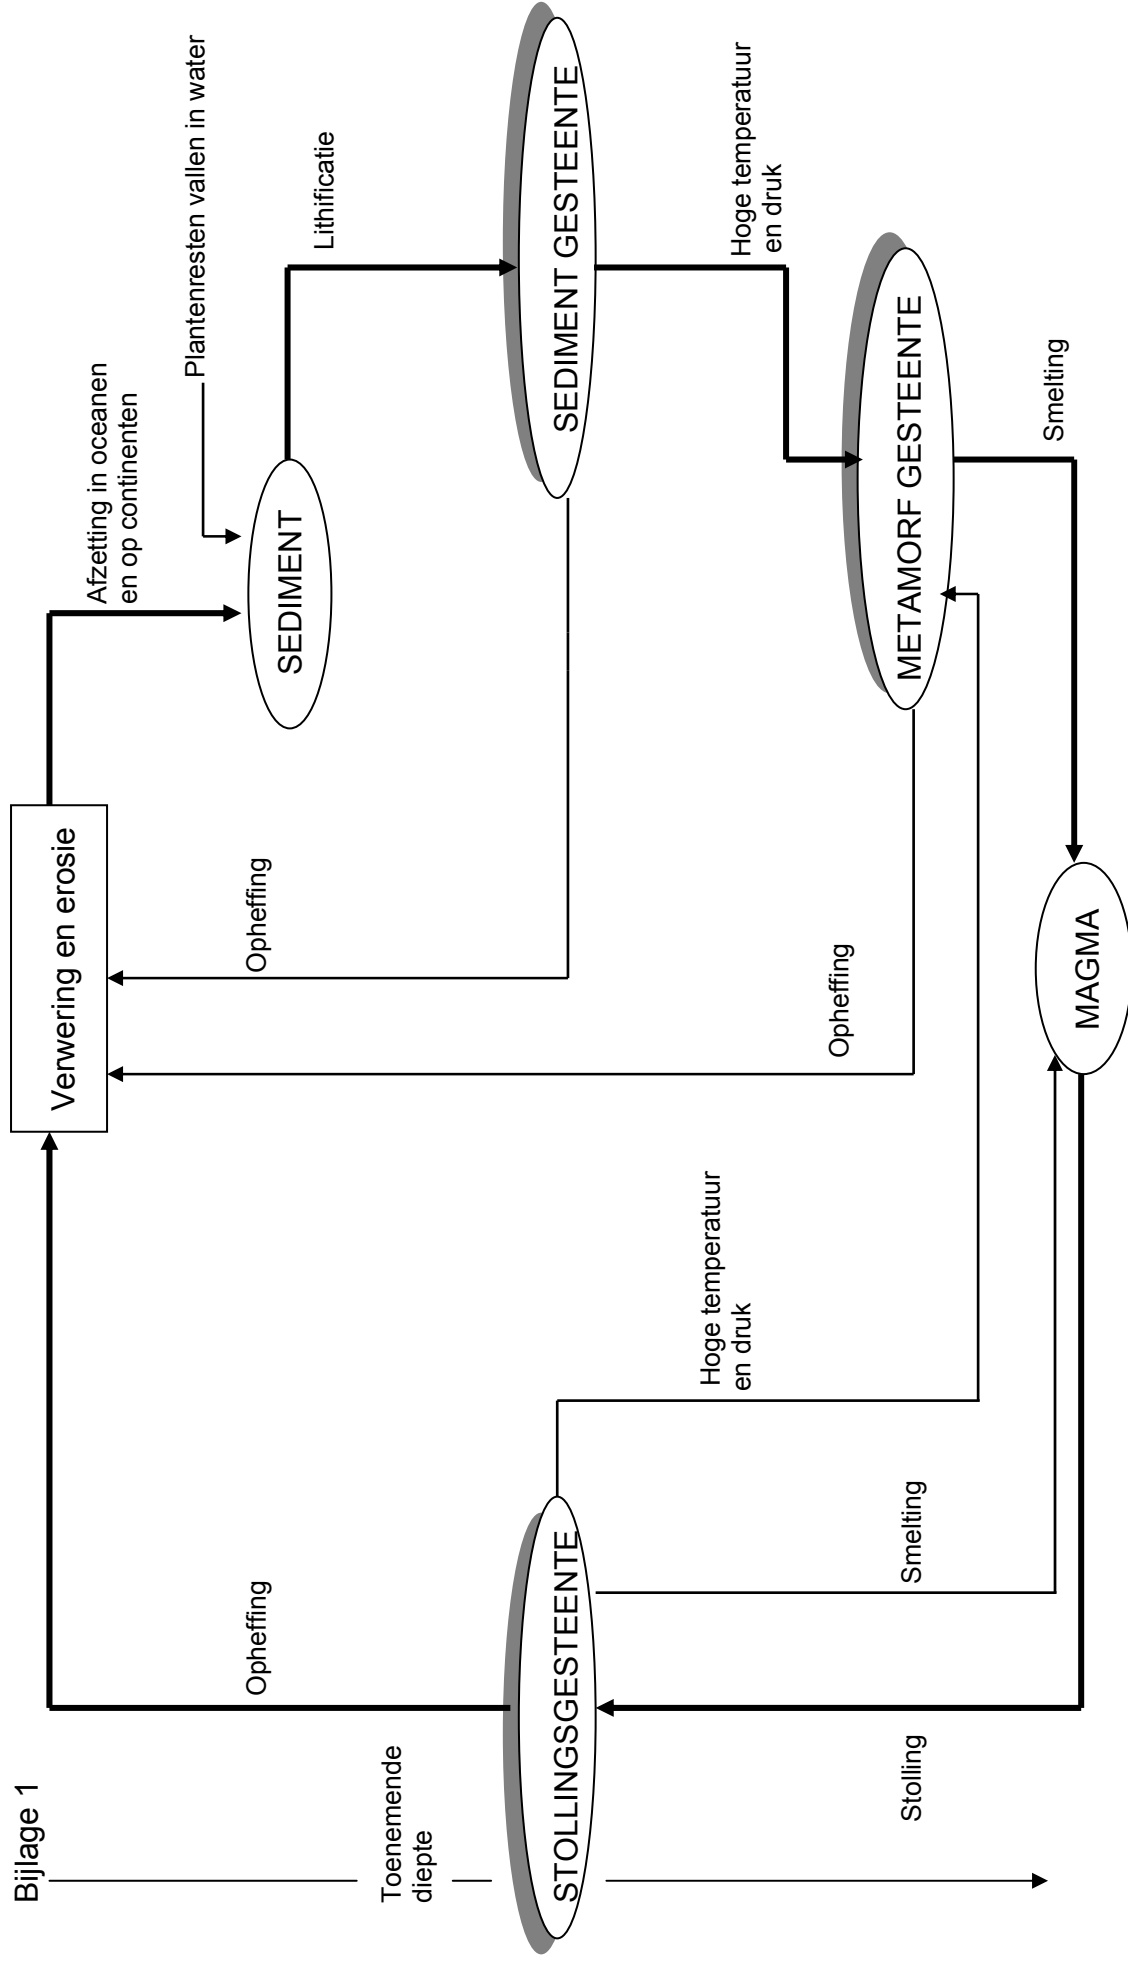 Bijlage 1
Verwering en erosie
Afzetting in oceanen
en op continenten
Plantenresten vallen in water
Opheffing
Opheffing
SEDIMENT
Lithificatie
Toenemende
diepte
STOLLINGSGESTEENTE
SEDIMENT GESTEENTE
Hoge temperatuur
en druk
Hoge temperatuur
en druk
Opheffing
Stolling
Smelting
METAMORF GESTEENTE
Smelting
MAGMA